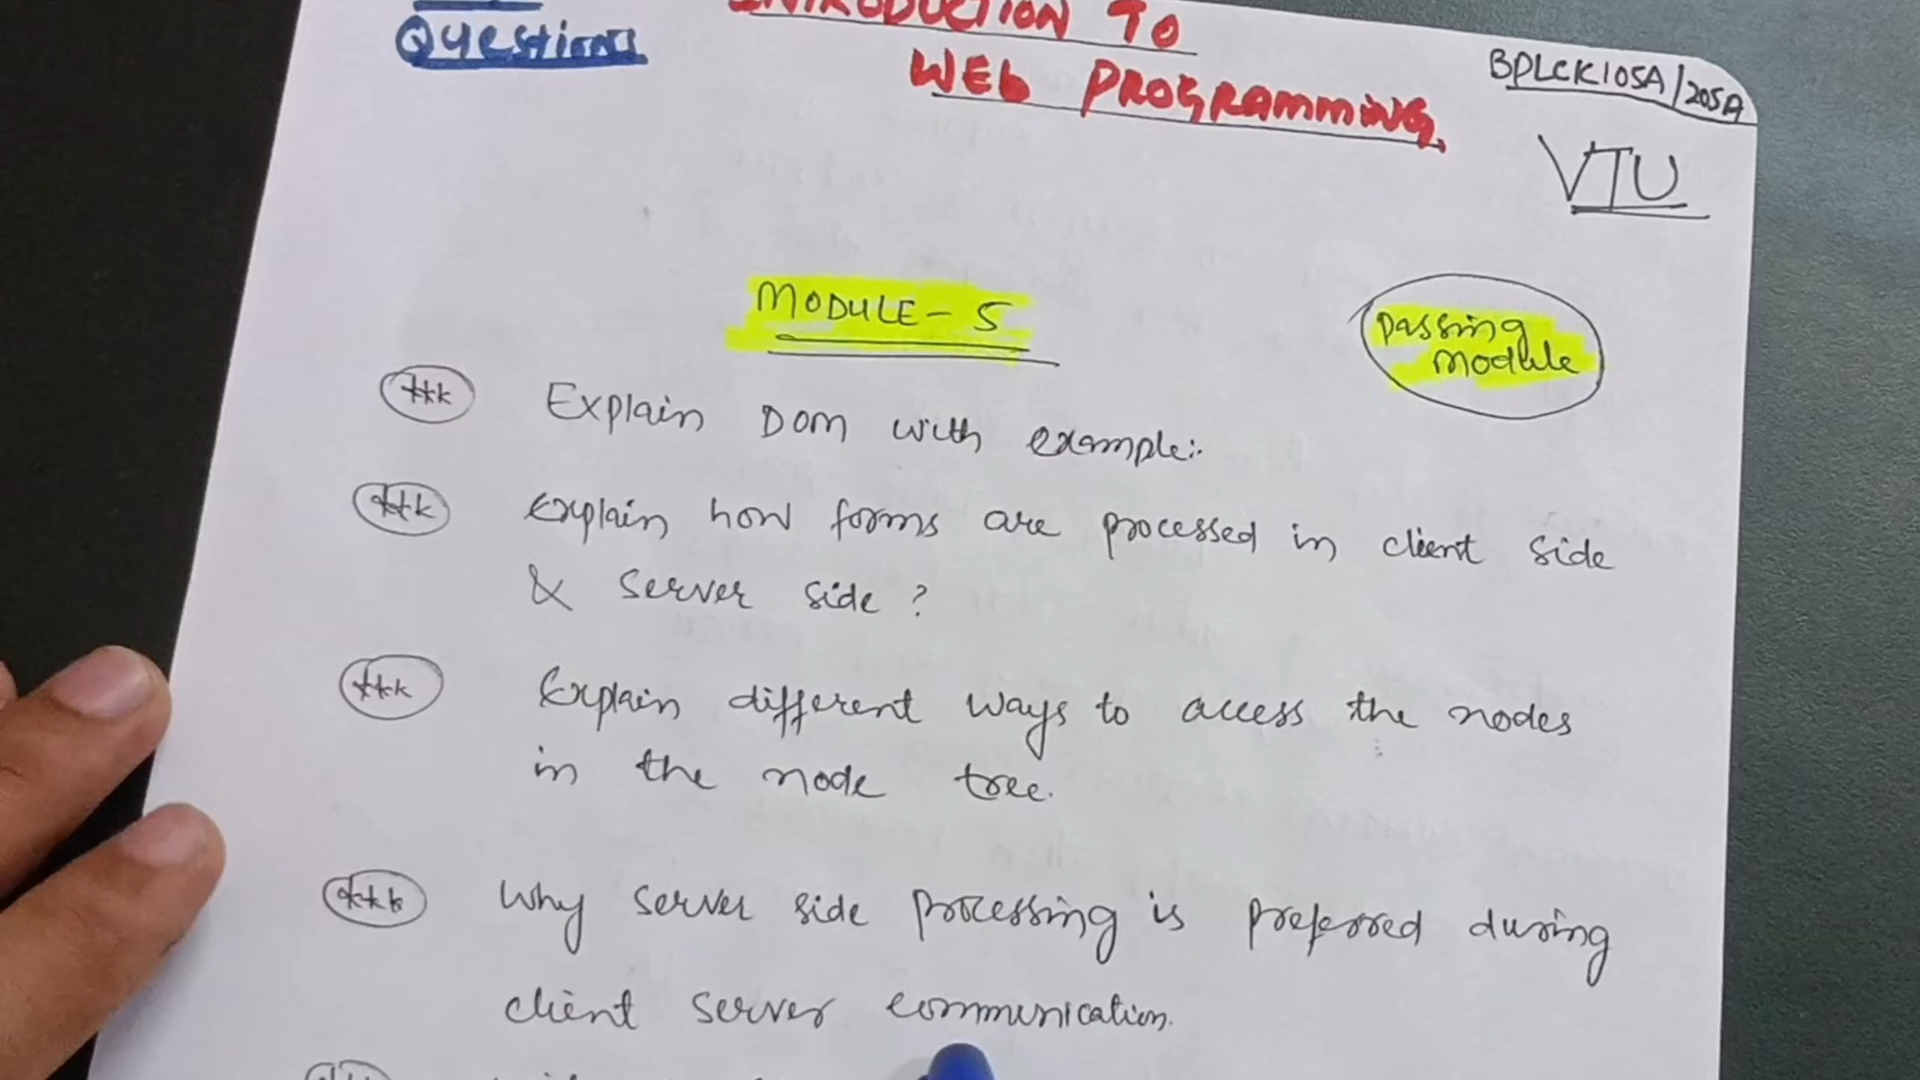 Questions
INTRODUCTION TO
WEB PROGRAMMING.
BPLCK105A/205A
VTU
MODULE - 5
passing
module
*** Explain DOM with example:.
*** Explain how forms are processed in client side
& server side ?
*** Explain different ways to access the nodes
in the node tree.
*** Why server side processing is preferred during
client server communication.